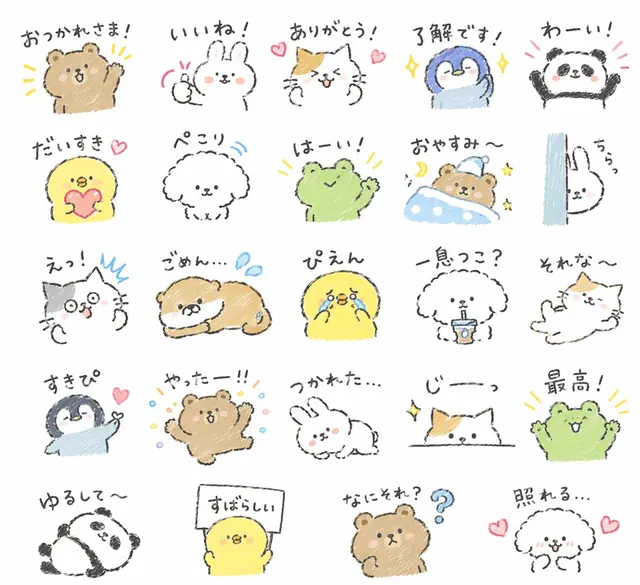 おつかれさま!
いいね!
ありがとう!
了解です!
わーい!
だいすき
ぺこり
はーい!
おやすみ〜
ちらっ
えっ!
ごめん...
ぴえん
一息つこ?
それな〜
すきぴ
やったー!!
つかれた...
じーっ
最高!
ゆるして〜
すばらしい
なにそれ?
照れる...